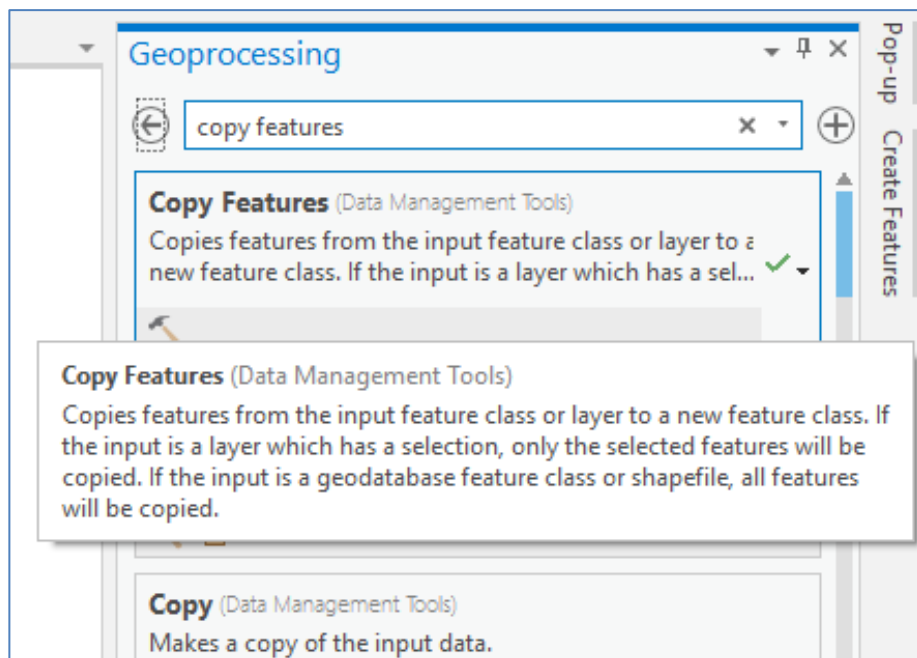 Geoprocessing
copy features
Copy Features (Data Management Tools)
Copies features from the input feature class or layer to a
new feature class. If the input is a layer which has a sel...
Copy Features (Data Management Tools)
Copies features from the input feature class or layer to a new feature class. If
the input is a layer which has a selection, only the selected features will be
copied. If the input is a geodatabase feature class or shapefile, all features
will be copied.
Copy (Data Management Tools)
Makes a copy of the input data.
Pop-up
Create Features